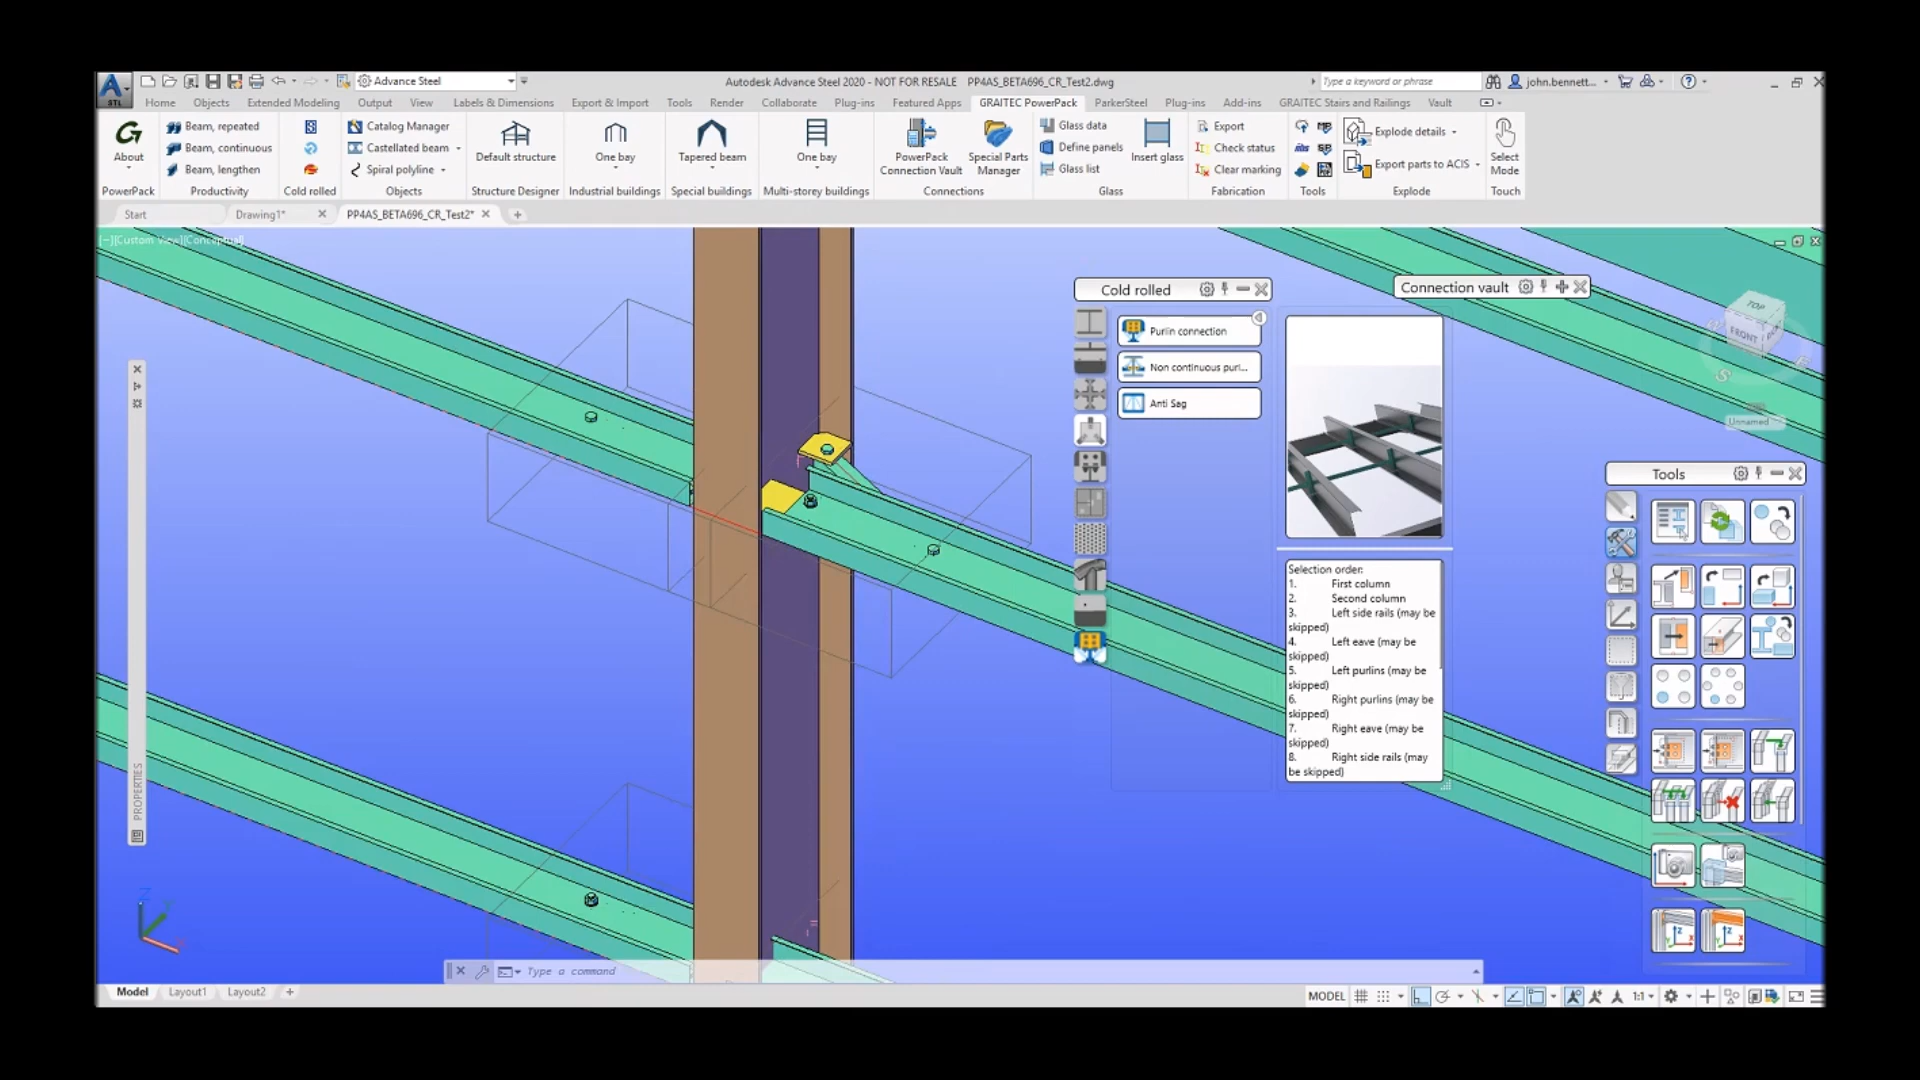 Advance Steel
Autodesk Advance Steel 2020 - NOT FOR RESALE PP4AS_BETA696_CR_Test2.dwg
Type a keyword or phrase
john.bennett...
STL
Home Objects Extended Modeling Output View Labels & Dimensions Export & Import Tools Render Collaborate Plug-ins Featured Apps GRAITEC PowerPack ParkerSteel Plug-ins Add-ins GRAITEC Stairs and Railings Vault
About
PowerPack
Beam, repeated
Beam, continuous
Beam, lengthen
Productivity
Cold rolled
Catalog Manager
Castellated beam
Spiral polyline
Objects
Default structure
Structure Designer
One bay
Industrial buildings
Tapered beam
Special buildings
One bay
Multi-storey buildings
PowerPack
Connection Vault
Special Parts
Manager
Connections
Glass data
Define panels
Glass list
Insert glass
Glass
Export
Check status
Clear marking
Fabrication
Tools
Explode details
Export parts to ACIS
Explode
Select
Mode
Touch
Start
Drawing1*
PP4AS_BETA696_CR_Test2*
[−][Custom View][Conceptual]
Cold rolled
Purlin connection
Non continuous purl...
Anti Sag
Connection vault
Selection order:
1. First column
2. Second column
3. Left side rails (may be
skipped)
4. Left eave (may be
skipped)
5. Left purlins (may be
skipped)
6. Right purlins (may be
skipped)
7. Right eave (may be
skipped)
8. Right side rails (may
be skipped)
TOP
FRONT
S
Unnamed
Tools
PROPERTIES
Type a command
Model Layout1 Layout2
MODEL
1:1